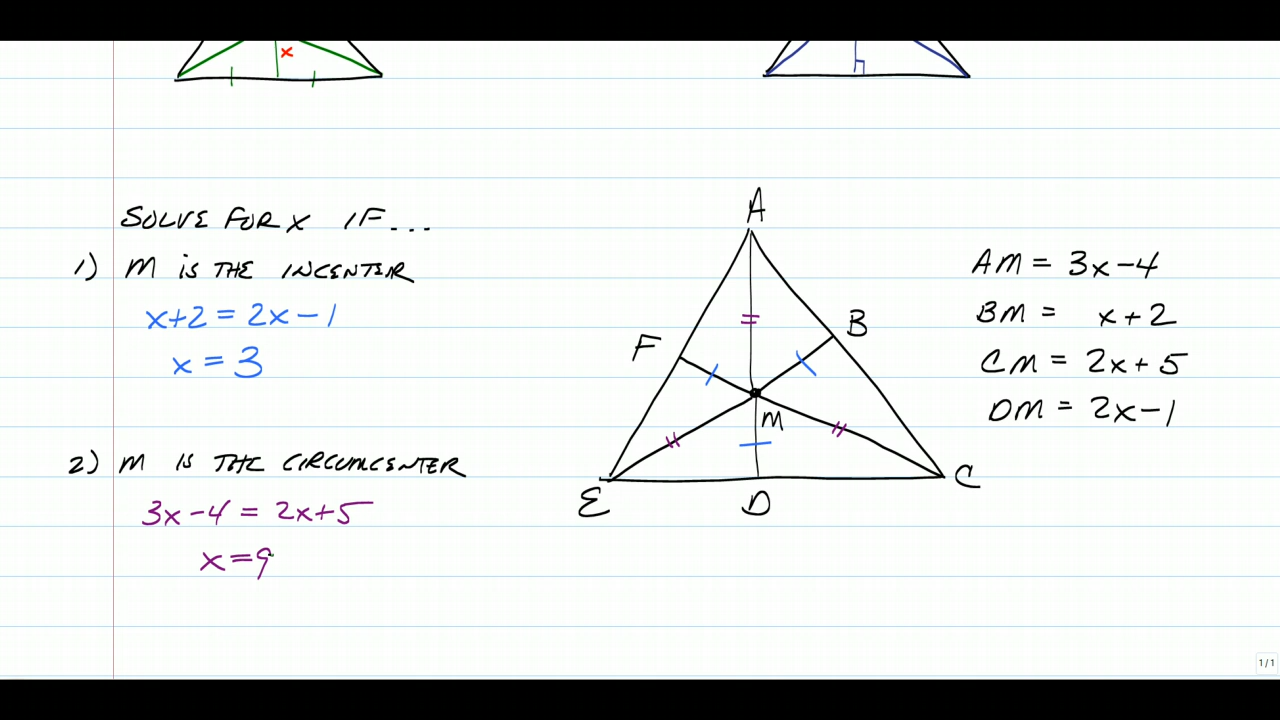 x
SOLVE FOR X IF...
1) M IS THE INCENTER
x+2 = 2x-1
x = 3
2) M IS THE CIRCUMCENTER
3x-4 = 2x+5
x=9
A
B
F
M
E
D
C
AM = 3x-4
BM = x+2
CM = 2x+5
DM = 2x-1
1/1